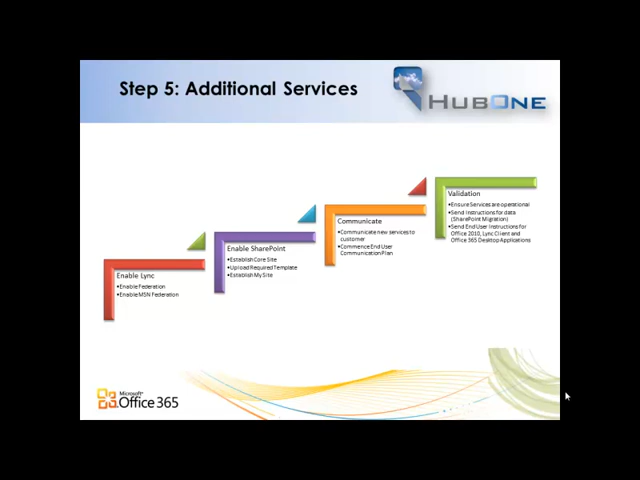 Step 5: Additional Services
HUBONE
Enable Lync
•Enable Federation
•Enable MSN Federation
Enable SharePoint
•Establish Core Site
•Upload Required Template
•Establish My Site
Communicate
•Communicate new services to
customer
•Commence End User
Communication Plan
Validation
•Ensure Services are operational
•Send Instructions for data
(SharePoint Migration)
•Send End User Instructions for
Office 2010, Lync Client and
Office 365 Desktop Applications
Microsoft
Office 365